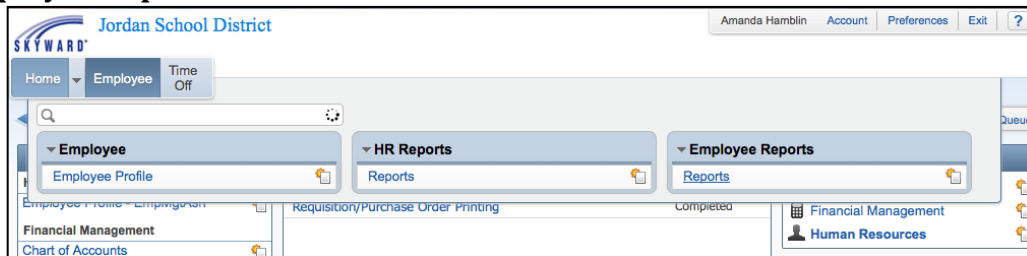 Jordan School District
SKYWARD
Amanda Hamblin Account Preferences Exit ?
Home Employee Time Off
Queue
Employee
Employee Profile
HR Reports
Reports
Employee Reports
Reports
Employee Profile - EmpMgtAsn
Requisition/Purchase Order Printing Completed
Financial Management
Financial Management
Human Resources
Chart of Accounts